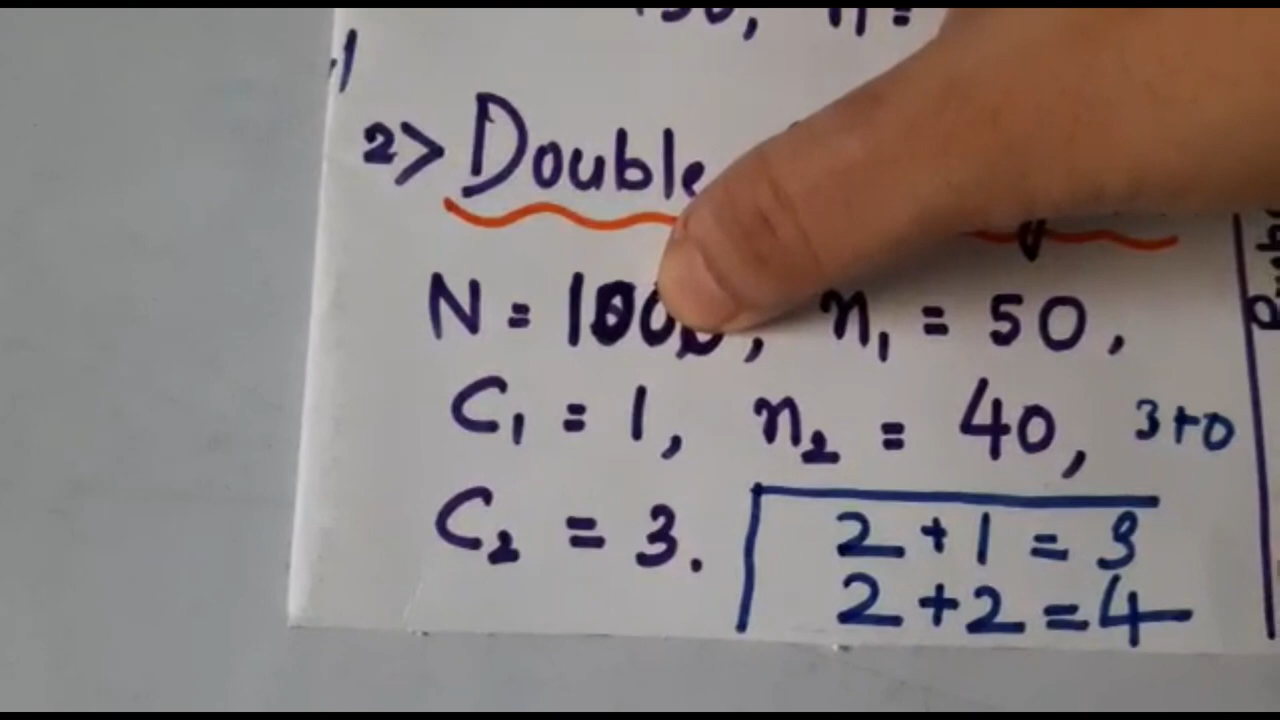 2> Double
N = 1000, n₁ = 50,
C₁ = 1, n₂ = 40, 3+0
C₂ = 3.
2 + 1 = 3
2 + 2 = 4